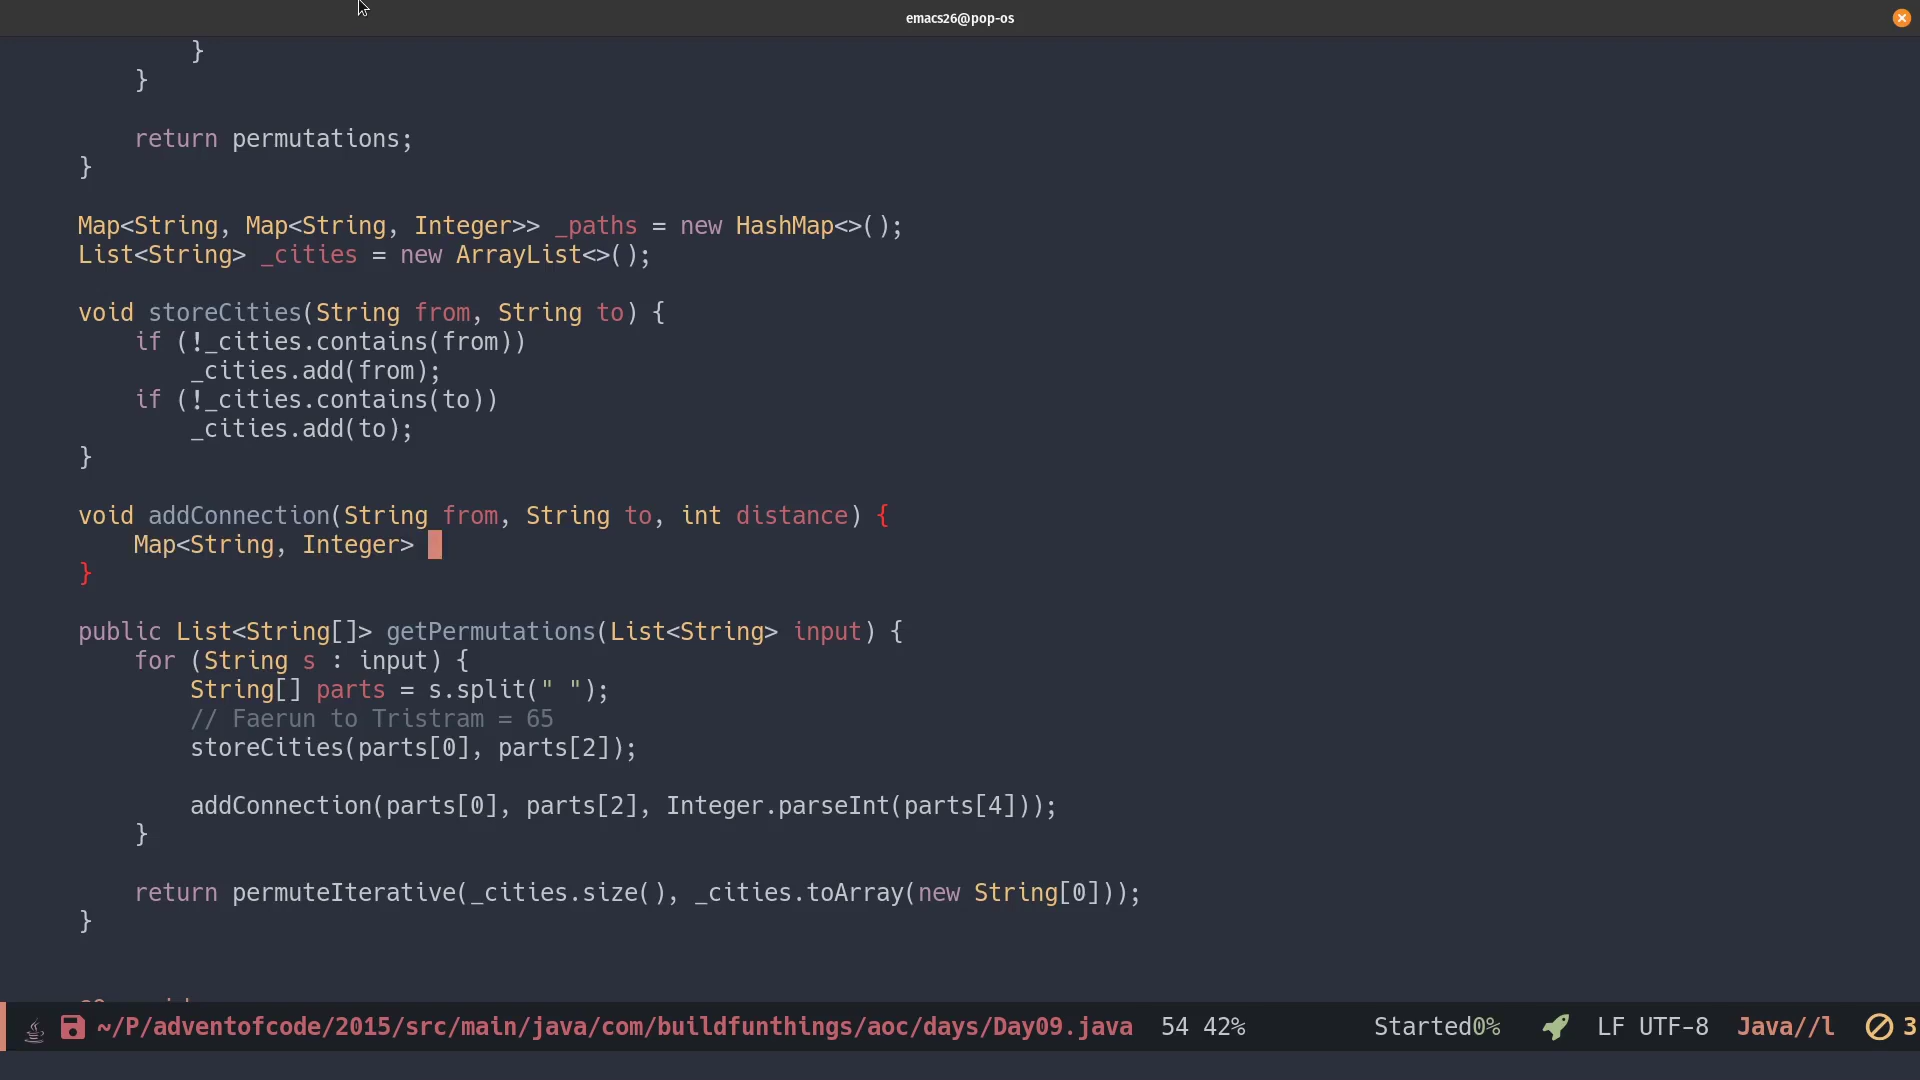 emacs26@pop-os
        }
    }

    return permutations;
}

Map<String, Map<String, Integer>> _paths = new HashMap<>();
List<String> _cities = new ArrayList<>();

void storeCities(String from, String to) {
    if (!_cities.contains(from))
        _cities.add(from);
    if (!_cities.contains(to))
        _cities.add(to);
}

void addConnection(String from, String to, int distance) {
    Map<String, Integer>
}

public List<String[]> getPermutations(List<String> input) {
    for (String s : input) {
        String[] parts = s.split(" ");
        // Faerun to Tristram = 65
        storeCities(parts[0], parts[2]);

        addConnection(parts[0], parts[2], Integer.parseInt(parts[4]));
    }

    return permuteIterative(_cities.size(), _cities.toArray(new String[0]));
}

~/P/adventofcode/2015/src/main/java/com/buildfunthings/aoc/days/Day09.java 54 42% Started0% LF UTF-8 Java//l 3